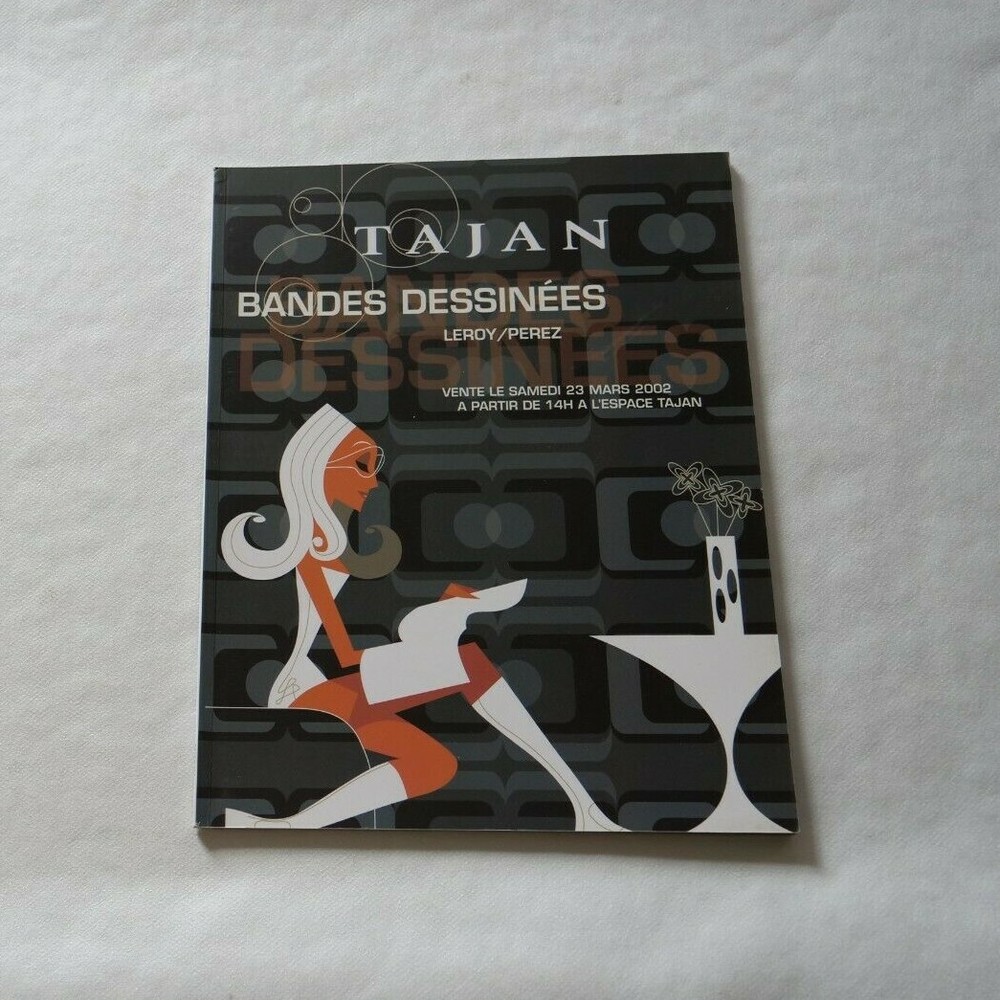 TAJAN
BANDES DESSINÉES
BANDES
DESSINÉES
LEROY/PEREZ
VENTE LE SAMEDI 23 MARS 2002
A PARTIR DE 14H A L'ESPACE TAJAN